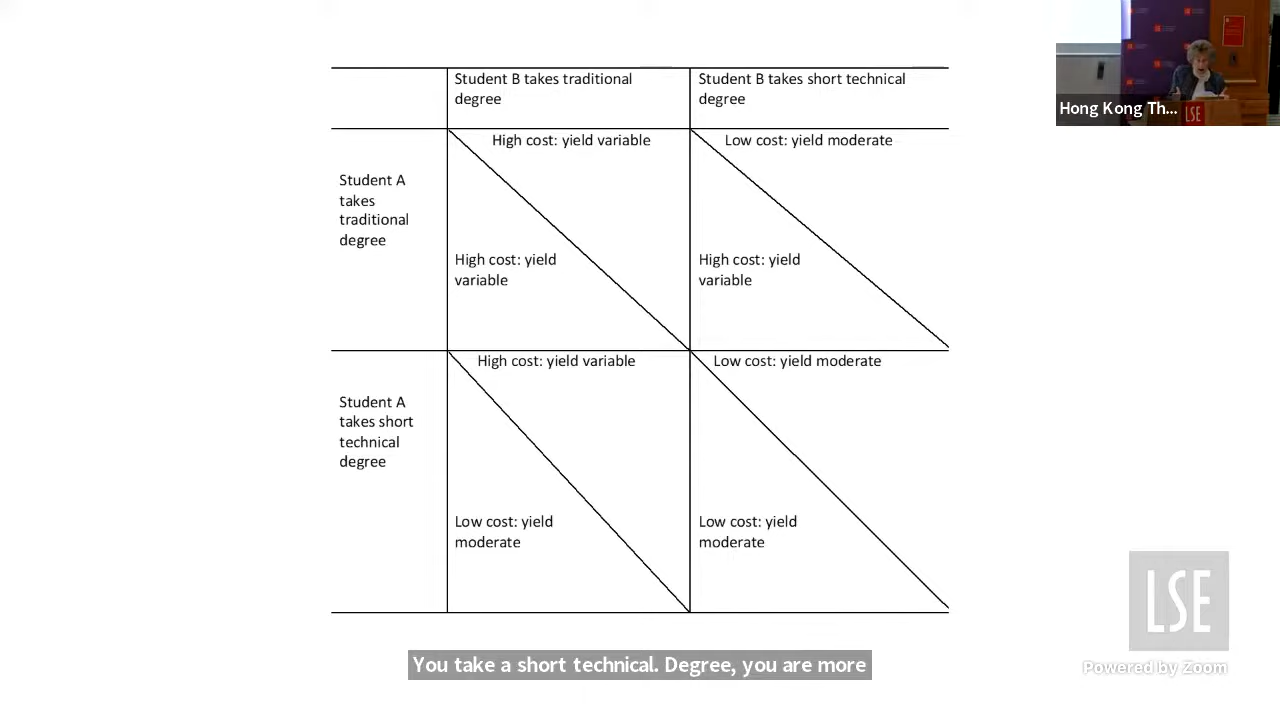 Student B takes traditional
degree
Student B takes short technical
degree
Student A
takes
traditional
degree
High cost: yield variable
High cost: yield
variable
Low cost: yield moderate
High cost: yield
variable
Student A
takes short
technical
degree
High cost: yield variable
Low cost: yield
moderate
Low cost: yield moderate
Low cost: yield
moderate
Hong Kong Th...
LSE
LSE
Powered by Zoom
You take a short technical. Degree, you are more